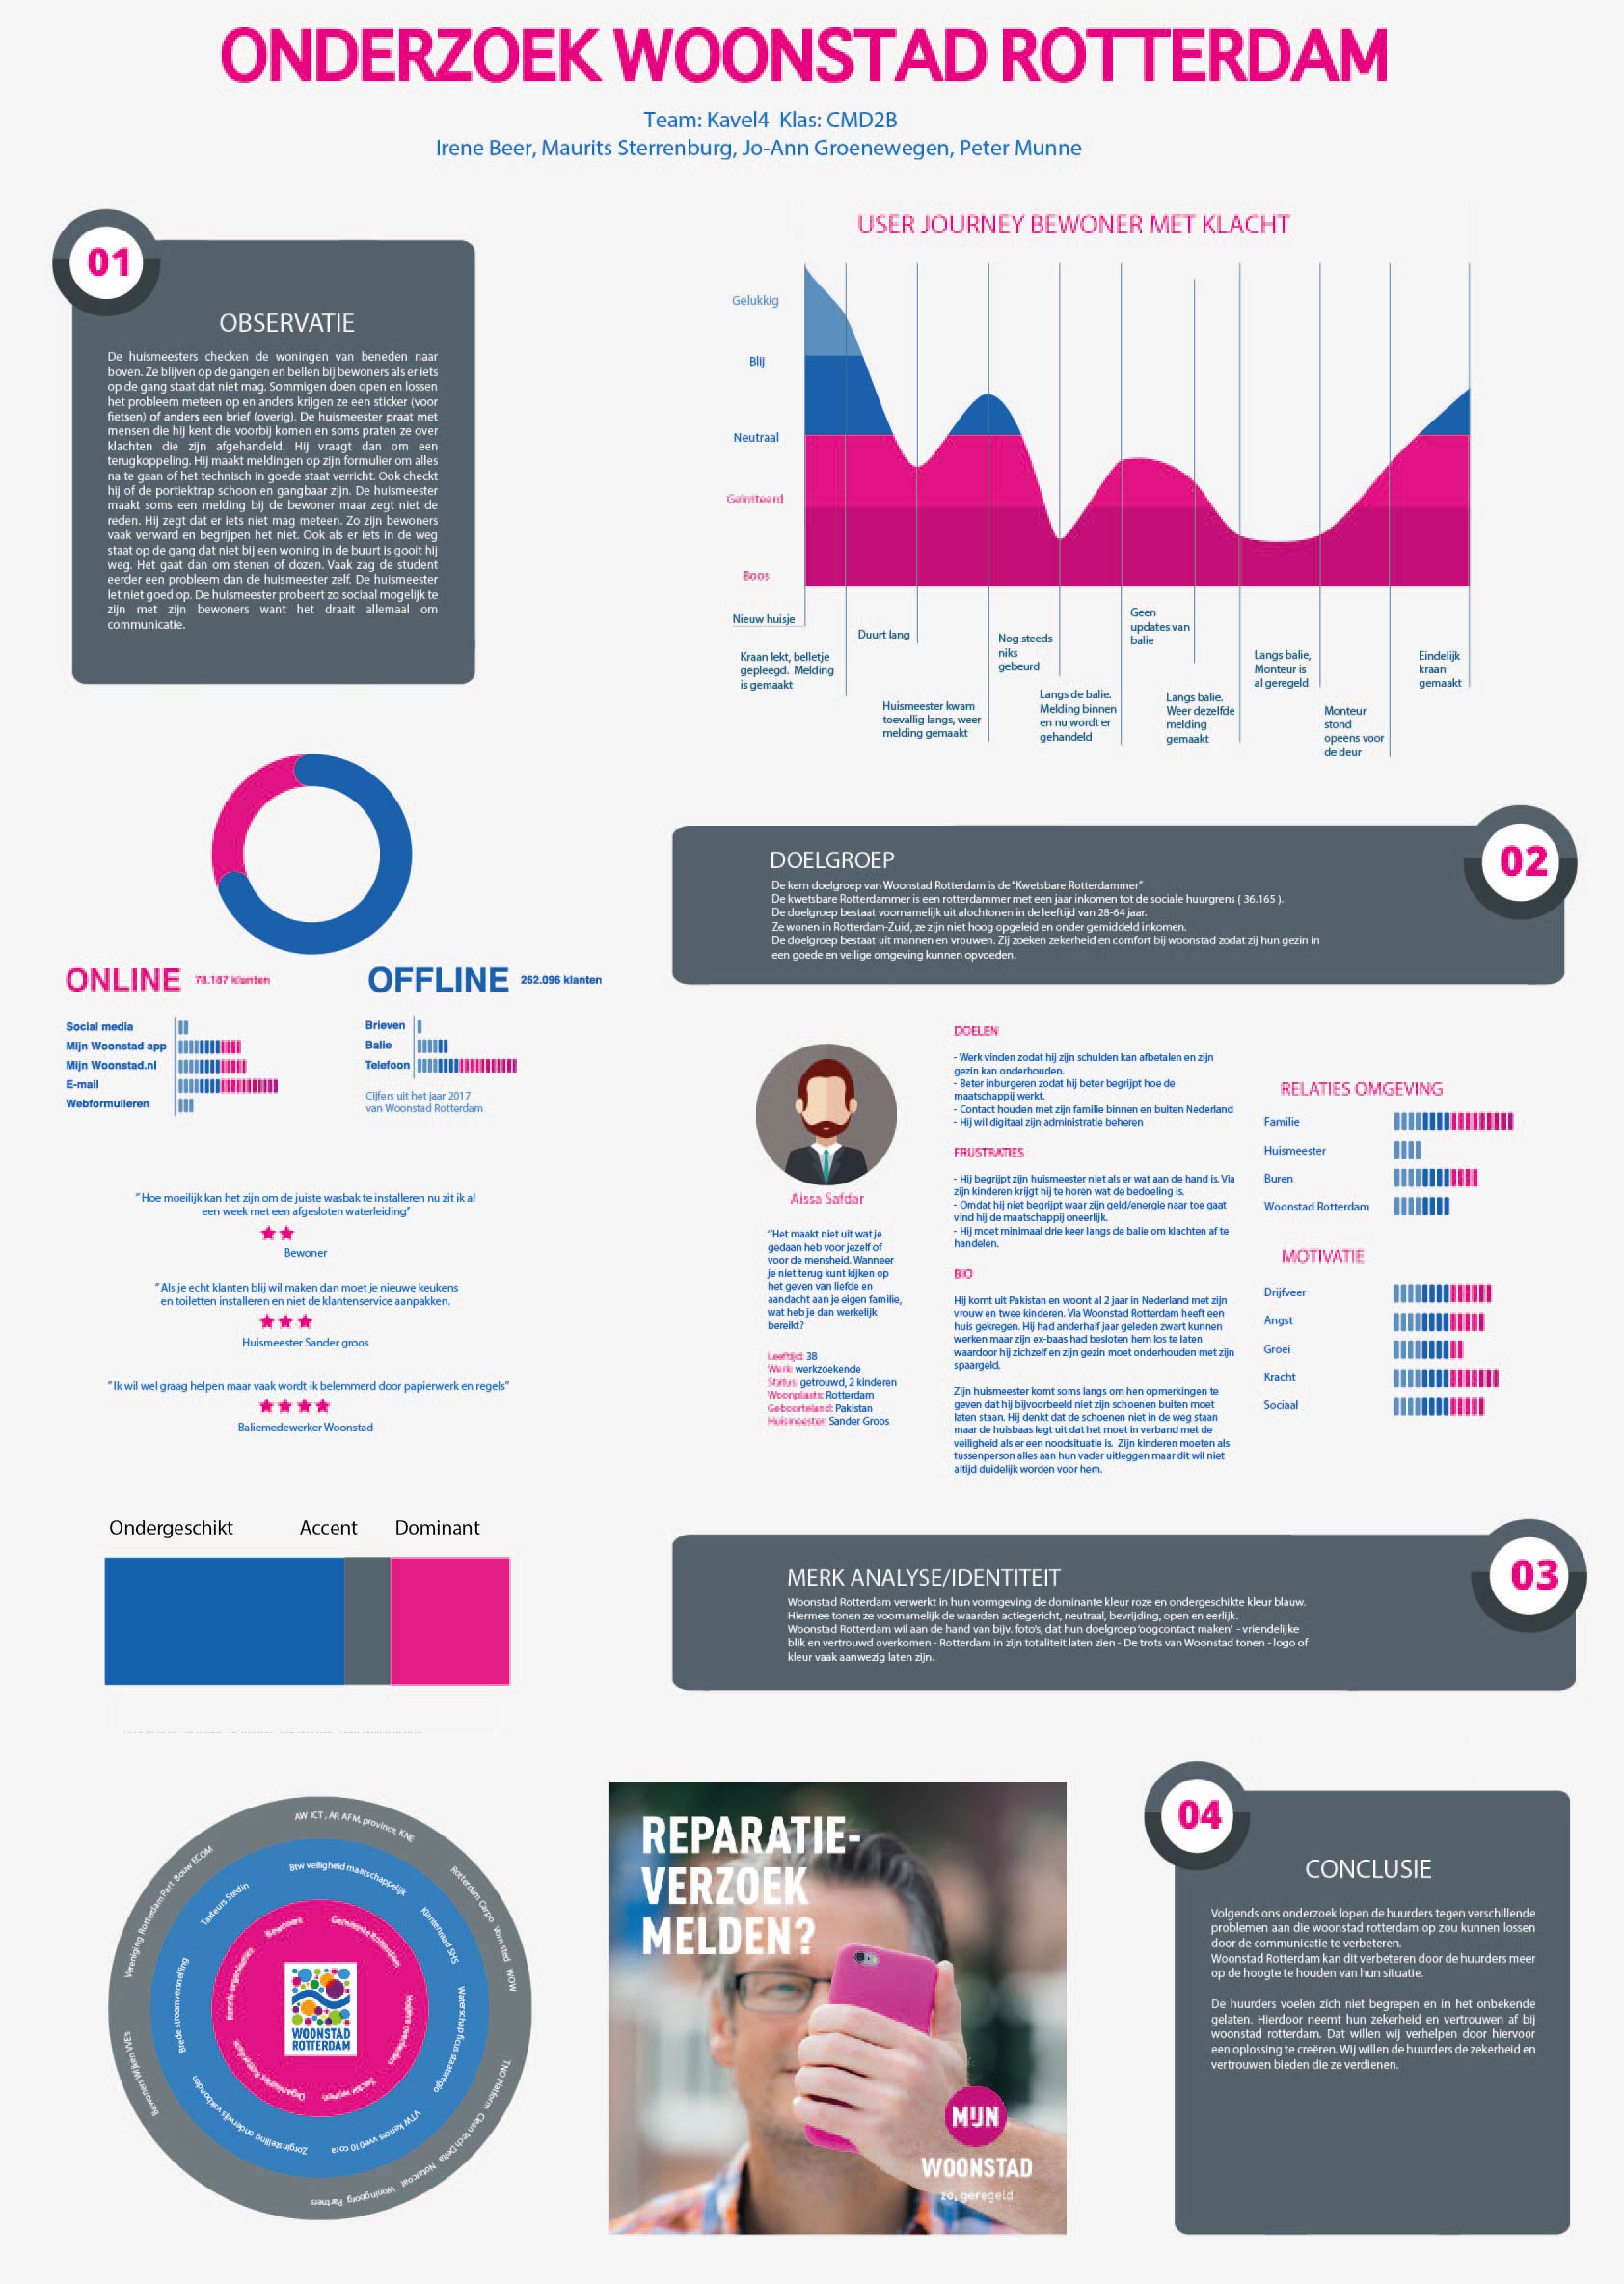 ONDERZOEK WOONSTAD ROTTERDAM
Team: Kavel4 Klas: CMD2B
Irene Beer, Maurits Sterrenburg, Jo-Ann Groenewegen, Peter Munne
01
OBSERVATIE
De huismeesters checken de woningen van beneden naar
boven. Ze blijven op de gangen en bellen bij bewoners als er iets
op de gang staat dat niet mag. Sommigen doen open en lossen
het probleem meteen op en anders krijgen ze een sticker (voor
fietsen) of anders een brief (overig). De huismeester praat met
mensen die hij kent die voorbij komen en soms praten ze over
klachten die zijn afgehandeld. Hij vraagt dan om een
terugkoppeling. Hij maakt meldingen op zijn formulier om alles
na te gaan of het technisch in goede staat verricht. Ook checkt
hij of de portiektrap schoon en gangbaar zijn. De huismeester
maakt soms een melding bij de bewoner maar zegt niet de
reden. Hij zegt dat er iets niet mag meteen. Zo zijn bewoners
vaak verward en begrijpen het niet. Ook als er iets in de weg
staat op de gang dat niet bij een woning in de buurt is gooit hij
weg. Het gaat dan om stenen of dozen. Vaak zag de student
eerder een probleem dan de huismeester zelf. De huismeester
let niet goed op. De huismeester probeert zo sociaal mogelijk te
zijn met zijn bewoners want het draait allemaal om
communicatie.
USER JOURNEY BEWONER MET KLACHT
Gelukkig
Blij
Neutraal
Geïrriteerd
Boos
Nieuw huisje
Kraan lekt, belletje
gepleegd. Melding
is gemaakt
Duurt lang
Huismeester kwam
toevallig langs, weer
melding gemaakt
Nog steeds
niks
gebeurd
Langs de balie.
Melding binnen
en nu wordt er
gehandeld
Geen
updates van
balie
Langs balie.
Weer dezelfde
melding
gemaakt
Langs balie,
Monteur is
al geregeld
Monteur
stond
opeens voor
de deur
Eindelijk
kraan
gemaakt
ONLINE 78.187 klanten
Social media
Mijn Woonstad app
Mijn Woonstad.nl
E-mail
Webformulieren
OFFLINE 262.096 klanten
Brieven
Balie
Telefoon
Cijfers uit het jaar 2017
van Woonstad Rotterdam
02
DOELGROEP
De kern doelgroep van Woonstad Rotterdam is de "Kwetsbare Rotterdammer"
De kwetsbare Rotterdammer is een rotterdammer met een jaar inkomen tot de sociale huurgrens ( 36.165 ).
De doelgroep bestaat voornamelijk uit alochtonen in de leeftijd van 28-64 jaar.
Ze wonen in Rotterdam-Zuid, ze zijn niet hoog opgeleid en onder gemiddeld inkomen.
De doelgroep bestaat uit mannen en vrouwen. Zij zoeken zekerheid en comfort bij woonstad zodat zij hun gezin in
een goede en veilige omgeving kunnen opvoeden.
"Hoe moeilijk kan het zijn om de juiste wasbak te installeren nu zit ik al
een week met een afgesloten waterleiding"
Bewoner
"Als je echt klanten blij wil maken dan moet je nieuwe keukens
en toiletten installeren en niet de klantenservice aanpakken.
Huismeester Sander groos
"Ik wil wel graag helpen maar vaak wordt ik belemmerd door papierwerk en regels"
Baliemedewerker Woonstad
Aissa Safdar
"Het maakt niet uit wat je
gedaan heb voor jezelf of
voor de mensheid. Wanneer
je niet terug kunt kijken op
het geven van liefde en
aandacht aan je eigen familie,
wat heb je dan werkelijk
bereikt?
Leeftijd: 38
Werk: werkzoekende
Status: getrouwd, 2 kinderen
Woonplaats: Rotterdam
Geboorteland: Pakistan
Huismeester: Sander Groos
DOELEN
- Werk vinden zodat hij zijn schulden kan afbetalen en zijn
gezin kan onderhouden.
- Beter inburgeren zodat hij beter begrijpt hoe de
maatschappij werkt.
- Contact houden met zijn familie binnen en buiten Nederland
- Hij wil digitaal zijn administratie beheren
FRUSTRATIES
- Hij begrijpt zijn huismeester niet als er wat aan de hand is. Via
zijn kinderen krijgt hij te horen wat de bedoeling is.
- Omdat hij niet begrijpt waar zijn geld/energie naar toe gaat
vind hij de maatschappij oneerlijk.
- Hij moet minimaal drie keer langs de balie om klachten af te
handelen.
BIO
Hij komt uit Pakistan en woont al 2 jaar in Nederland met zijn
vrouw en twee kinderen. Via Woonstad Rotterdam heeft een
huis gekregen. Hij had anderhalf jaar geleden zwart kunnen
werken maar zijn ex-baas had besloten hem los te laten
waardoor hij zichzelf en zijn gezin moet onderhouden met zijn
spaargeld.
Zijn huismeester komt soms langs om hen opmerkingen te
geven dat hij bijvoorbeeld niet zijn schoenen buiten moet
laten staan. Hij denkt dat de schoenen niet in de weg staan
maar de huisbaas legt uit dat het moet in verband met de
veiligheid als er een noodsituatie is. Zijn kinderen moeten als
tussenpersoon alles aan hun vader uitleggen maar dit wil niet
altijd duidelijk worden voor hem.
RELATIES OMGEVING
Familie
Huismeester
Buren
Woonstad Rotterdam
MOTIVATIE
Drijfveer
Angst
Groei
Kracht
Sociaal
Ondergeschikt Accent Dominant
03
MERK ANALYSE/IDENTITEIT
Woonstad Rotterdam verwerkt in hun vormgeving de dominante kleur roze en ondergeschikte kleur blauw.
Hiermee tonen ze voornamelijk de waarden actiegericht, neutraal, bevrijding, open en eerlijk.
Woonstad Rotterdam wil aan de hand van bijv. foto's, dat hun doelgroep 'oogcontact maken' - vriendelijke
blik en vertrouwd overkomen - Rotterdam in zijn totaliteit laten zien - De trots van Woonstad tonen - logo of
kleur vaak aanwezig laten zijn.
AW ICT, AP, AFM, province, KNE
Rotterdam Carpo Vorm sted WOW
TNO Platform Clean tech Delta Notariaat Woningborg Partners
Bewoners Wijken VVEs
Vereniging Rotterdam Part Bouw ECOM
Btw veiligheid maatschappelijk
Klantenraad SHS
Waterschap ficus staatsregio
VTW kences vveo10 cora
Zorginstelling onderwijs vakbonden
Brede stroomversnelling
Taxteurs Stedin
Bewoners
Gemeente Rotterdam
WOONSTAD
ROTTERDAM
REPARATIE-
VERZOEK
MELDEN?
MIJN
WOONSTAD
zo, geregeld
04
CONCLUSIE
Volgends ons onderzoek lopen de huurders tegen verschillende
problemen aan die woonstad rotterdam op zou kunnen lossen
door de communicatie te verbeteren.
Woonstad Rotterdam kan dit verbeteren door de huurders meer
op de hoogte te houden van hun situatie.
De huurders voelen zich niet begrepen en in het onbekende
gelaten. Hierdoor neemt hun zekerheid en vertrouwen af bij
woonstad rotterdam. Dat willen wij verhelpen door hiervoor
een oplossing te creëren. Wij willen de huurders de zekerheid en
vertrouwen bieden die ze verdienen.